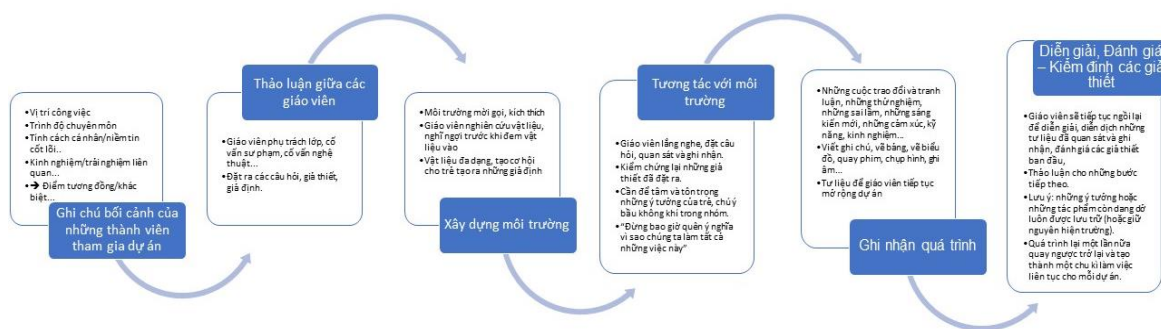 • Vị trí công việc
• Trình độ chuyên môn
• Tính cách cá nhân/niềm tin
cốt lõi..
• Kinh nghiệm/trải nghiệm liên
quan...
• ➔ Điểm tương đồng/khác
biệt...
Ghi chú bối cảnh của
những thành viên
tham gia dự án
Thảo luận giữa các
giáo viên
• Giáo viên phụ trách lớp, cố
vấn sư phạm, cố vấn nghệ
thuật...
• Đặt ra các câu hỏi, giả thiết,
giả định.
• Môi trường mời gọi, kích thích
• Giáo viên nghiên cứu vật liệu,
nghĩ ngợi trước khi đem vật
liệu vào
• Vật liệu đa dạng, tạo cơ hội
cho trẻ tạo ra những giả định
Xây dựng môi trường
Tương tác với môi
trường
• Giáo viên lắng nghe, đặt câu
hỏi, quan sát và ghi nhận.
• Kiểm chứng lại những giả
thiết đã đặt ra.
• Cần để tâm và tôn trong
những ý tưởng của trẻ, chú ý
bầu không khí trong nhóm.
• "Đừng bao giờ quên ý nghĩa
vì sao chúng ta làm tất cả
những việc này"
• Những cuộc trao đổi và tranh
luận, những thử nghiệm,
những sai lầm, những sáng
kiến mới, những cảm xúc, kỹ
năng, kinh nghiệm...
• Viết ghi chú, vẽ bảng, vẽ biểu
đồ, quay phim, chụp hình, ghi
âm...
• Tư liệu để giáo viên tiếp tục
mở rộng dự án
Ghi nhận quá trình
Diễn giải, Đánh giá
– Kiểm định các giả
thiết
• Giáo viên sẽ tiếp tục ngồi lại
để diễn giải, diễn dịch những
tư liệu đã quan sát và ghi
nhận, đánh giá các giả thiết
ban đầu,
• Thảo luận cho những bước
tiếp theo.
• Lưu ý: những ý tưởng hoặc
những tác phẩm còn dang dở
luôn được lưu trữ (hoặc giữ
nguyên hiện trường).
• Quá trình lại một lần nữa
quay ngược trở lại và tạo
thành một chu kì làm việc
liên tục cho mỗi dự án.